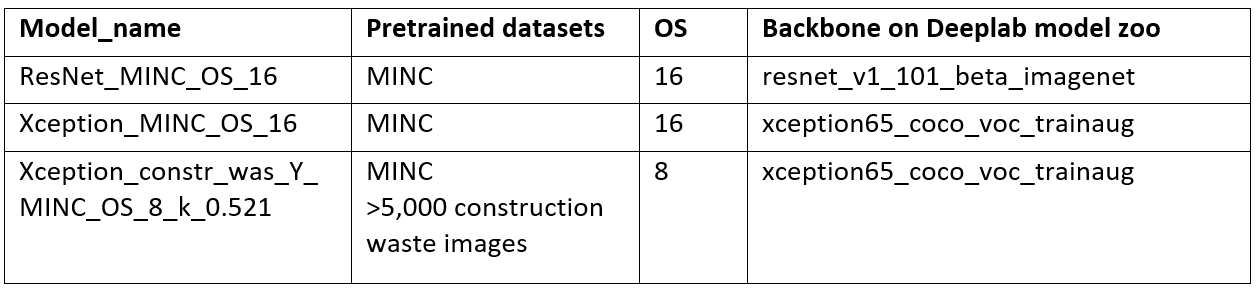 Model_name Pretrained datasets OS Backbone on Deeplab model zoo
ResNet_MINC_OS_16 MINC 16 resnet_v1_101_beta_imagenet
Xception_MINC_OS_16 MINC 16 xception65_coco_voc_trainaug
Xception_constr_was_Y_ MINC 8 xception65_coco_voc_trainaug
MINC_OS_8_k_0.521 >5,000 construction
waste images